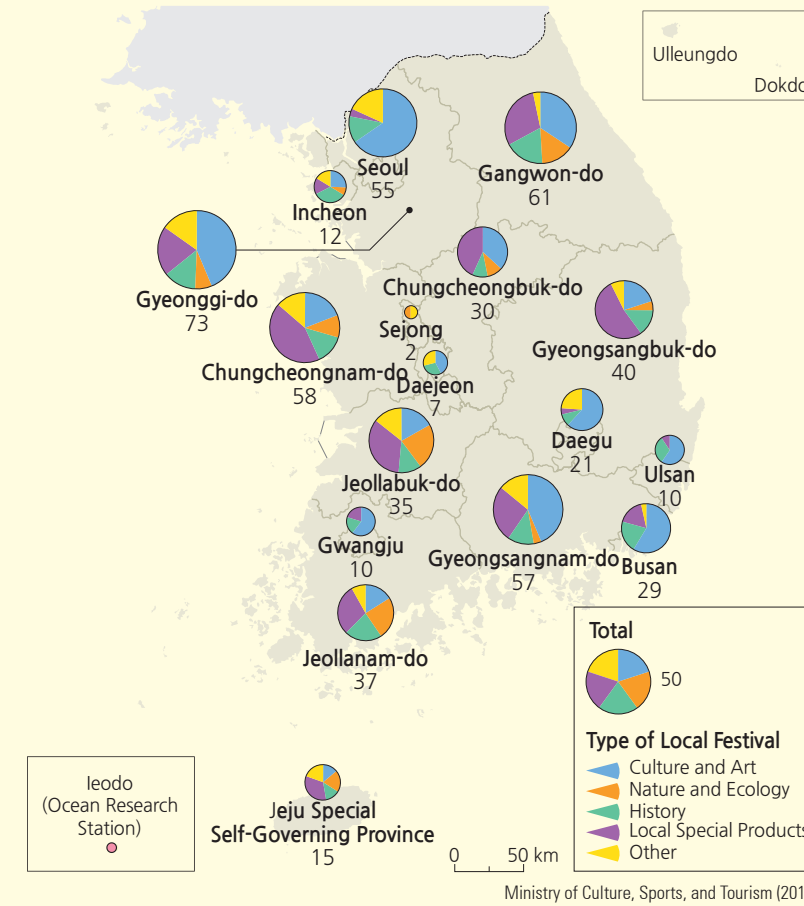 Ulleungdo
Seoul
55
Gangwon-do
61
Incheon
12
Gyeonggi-do
73
Chungcheongbuk-do
30
Sejong
2
Gyeongsangbuk-do
40
Chungcheongnam-do
58
Daejeon
7
Daegu
21
Ulsan
10
Jeollabuk-do
35
Gwangju
10
Gyeongsangnam-do
57
Busan
29
Jeollanam-do
37
Total
50
Type of Local Festival
Culture and Art
Nature and Ecology
History
Local Special Products
Other
Ieodo
(Ocean Research
Station)
Jeju Special
Self-Governing Province
15
0 50 km
Ministry of Culture, Sports, and Tourism